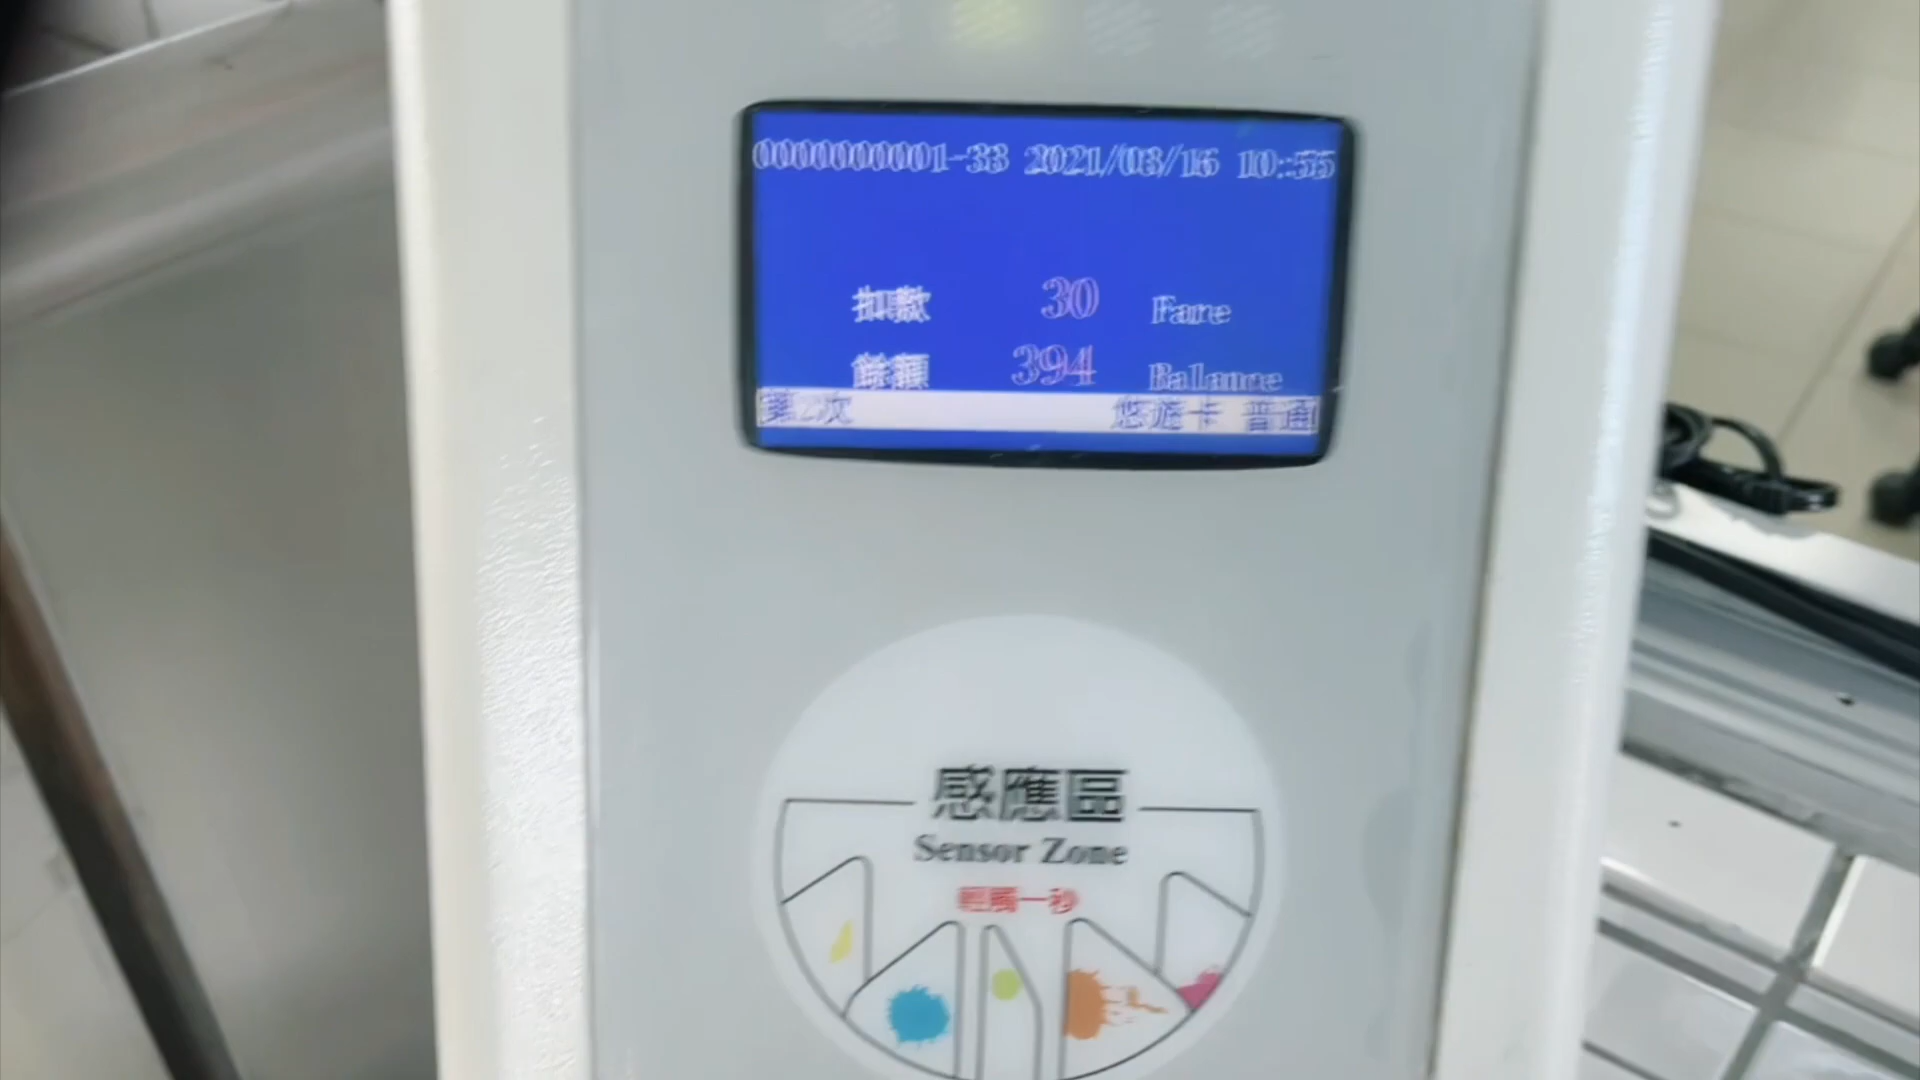 0000000001-33 2021/03/16 10:55
扣款 30 Fare
餘額 394 Balance
第2次 悠遊卡 普通
感應區
Sensor Zone
輕觸一秒